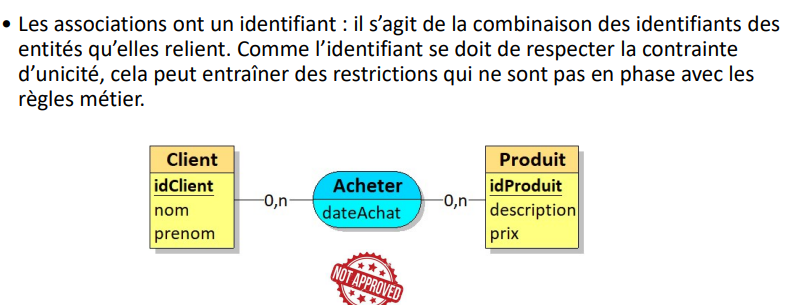 • Les associations ont un identifiant : il s’agit de la combinaison des identifiants des
entités qu’elles relient. Comme l’identifiant se doit de respecter la contrainte
d’unicité, cela peut entraîner des restrictions qui ne sont pas en phase avec les
règles métier.
Client
idClient
nom
prenom
0,n
Acheter
dateAchat
0,n
Produit
idProduit
description
prix
NOT APPROVED